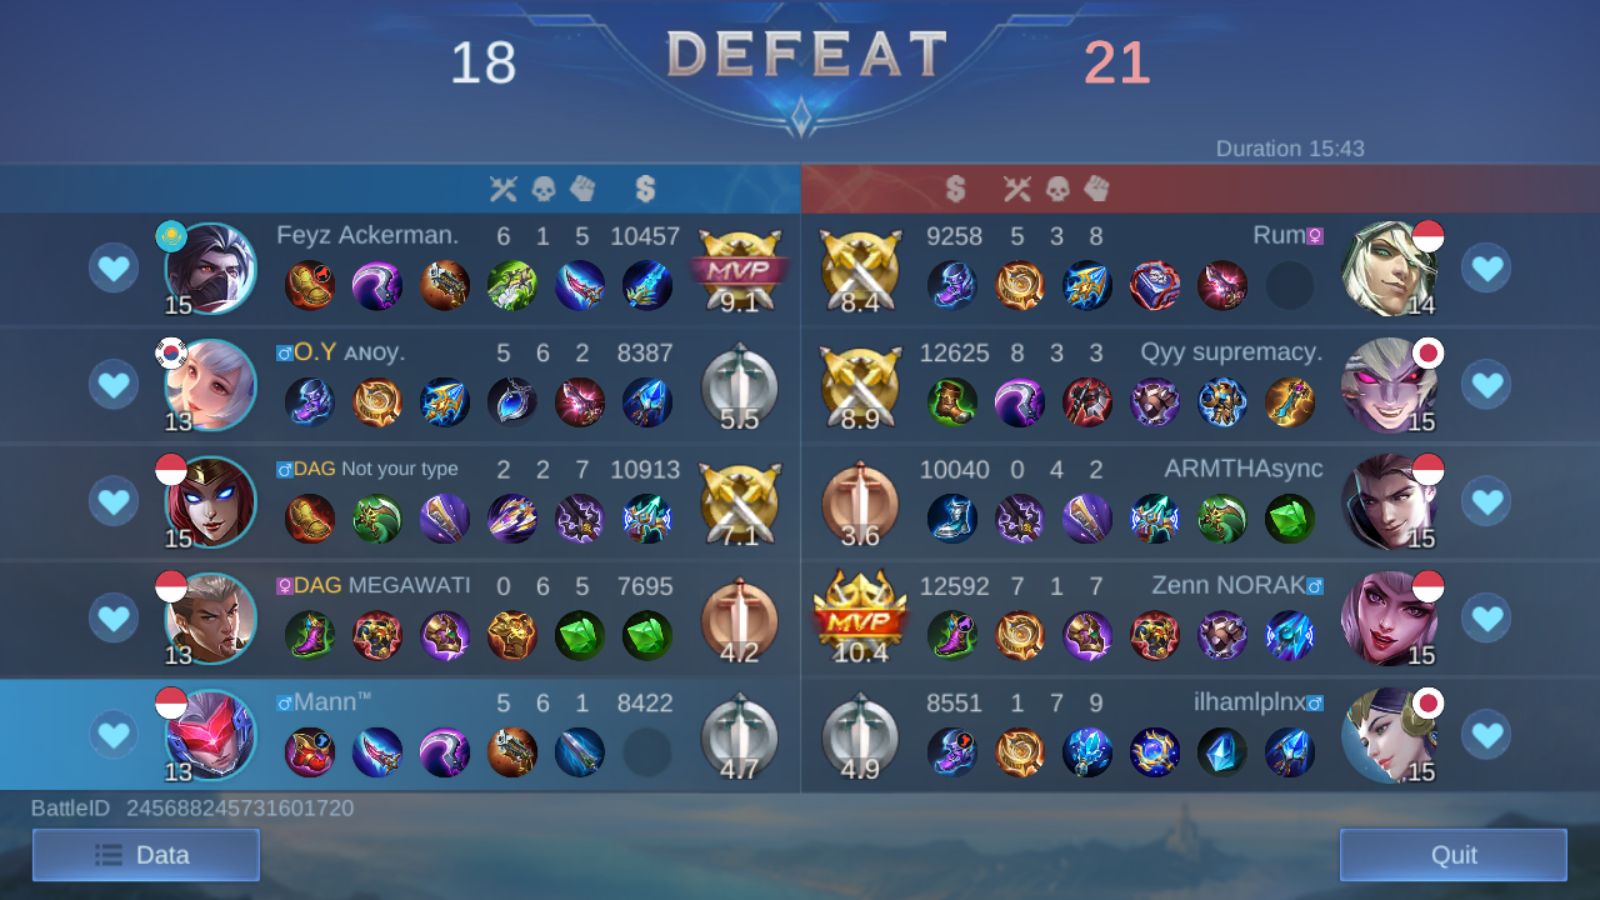 18 DEFEAT 21
Duration 15:43
Feyz Ackerman. 6 1 5 10457
MVP
15 9.1
♂O.Y ᴀɴᴏʏ. 5 6 2 8387
13 5.5
♂DAG Not your type 2 2 7 10913
15 7.1
♀DAG MEGAWATI 0 6 5 7695
13 4.2
♂Mann™ 5 6 1 8422
13 4.7
9258 5 3 8 Rum♀
8.4 14
12625 8 3 3 Qyy supremacy.
8.9 15
10040 0 4 2 ARMTHAsync
3.6 15
12592 7 1 7 Zenn NORAK♂
MVP
10.4 15
8551 1 7 9 ilhamlplnx♂
4.9 15
BattleID 245688245731601720
Data
Quit